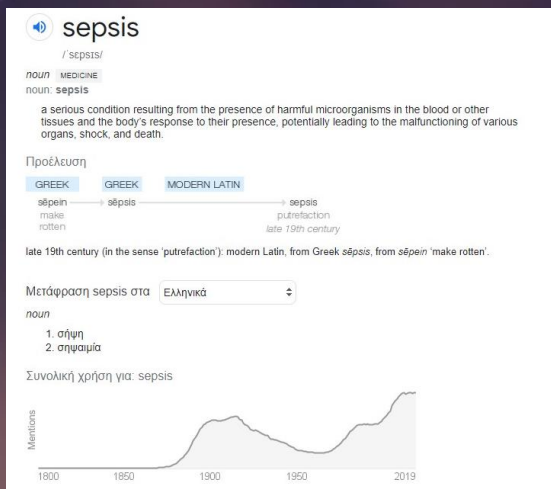 sepsis
/ˈsɛpsɪs/
noun MEDICINE
noun: sepsis
a serious condition resulting from the presence of harmful microorganisms in the blood or other
tissues and the body's response to their presence, potentially leading to the malfunctioning of various
organs, shock, and death.
Προέλευση
GREEK GREEK MODERN LATIN
sēpein sēpsis sepsis
make putrefaction
rotten late 19th century
late 19th century (in the sense ‘putrefaction’): modern Latin, from Greek sēpsis, from sēpein ‘make rotten’.
Μετάφραση sepsis στα Ελληνικά
noun
1. σήψη
2. σηψαιμία
Συνολική χρήση για: sepsis
Mentions
1800 1850 1900 1950 2019